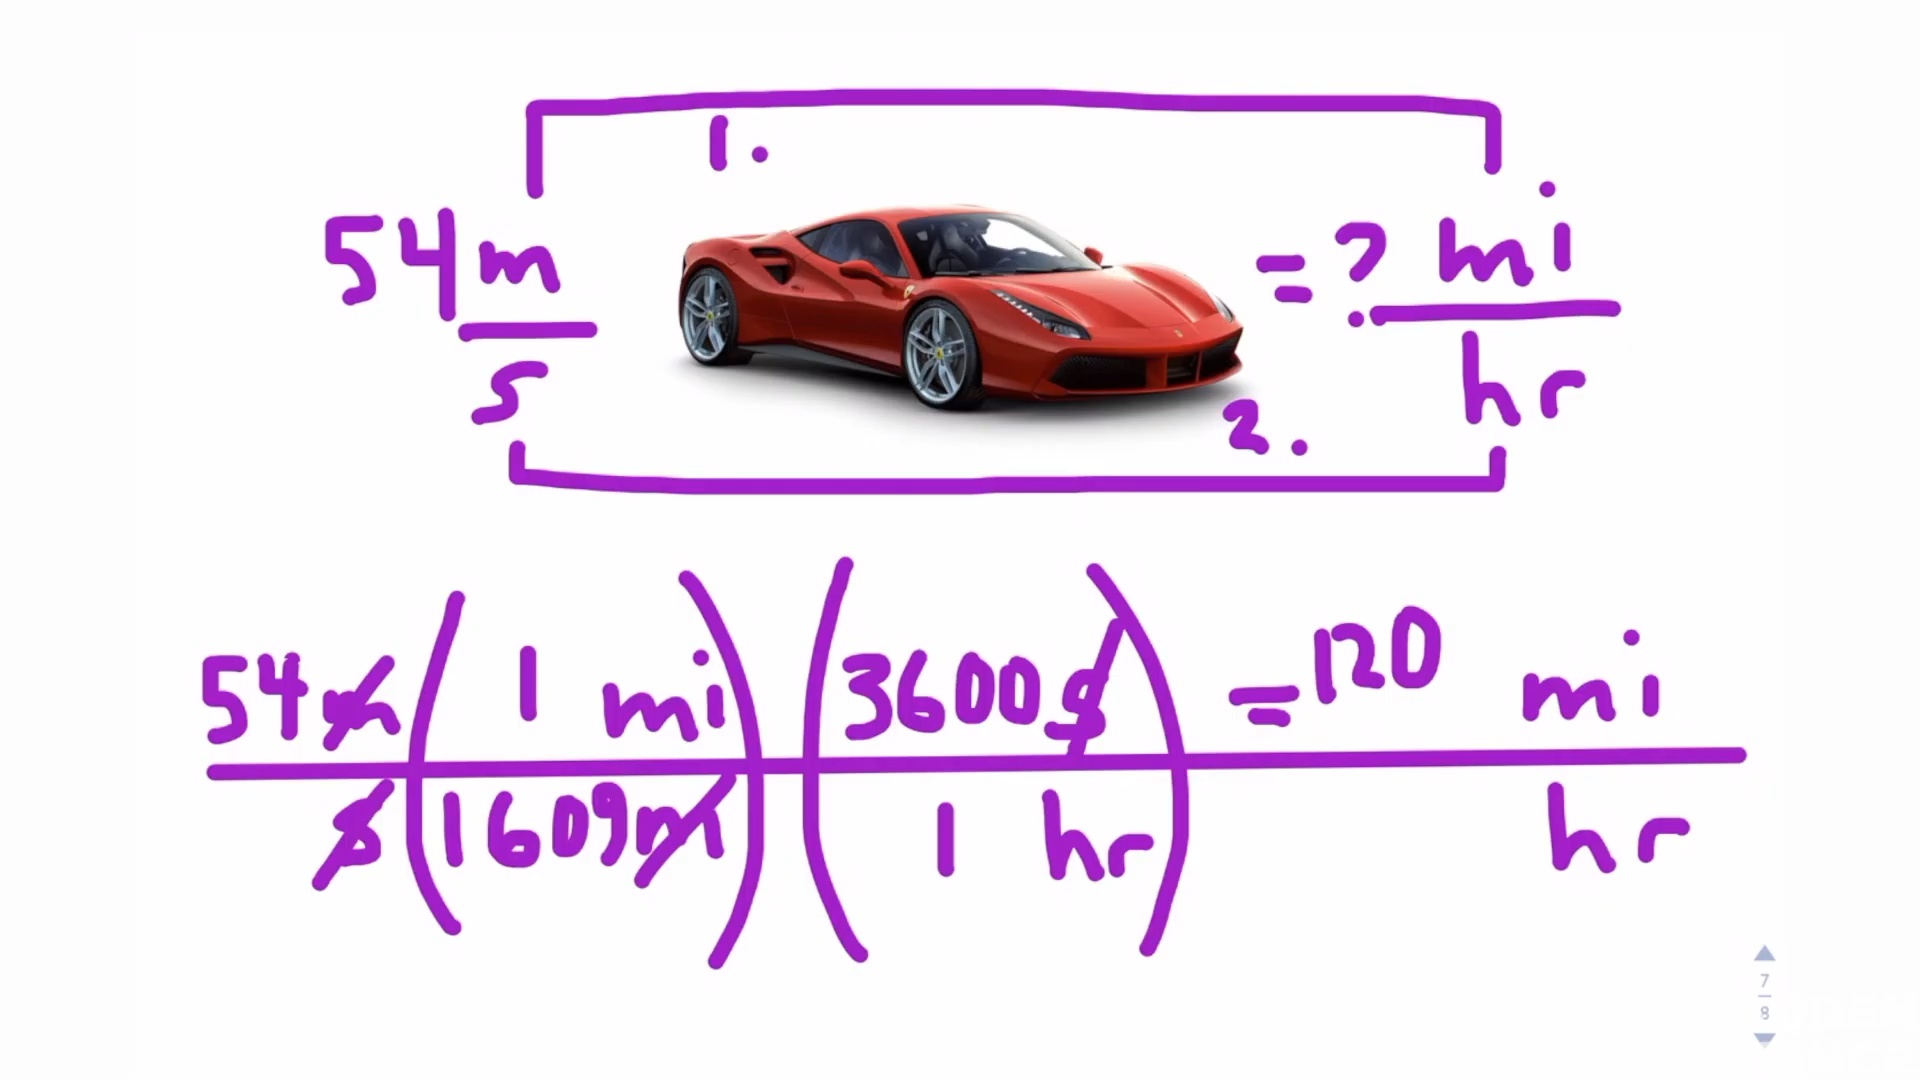 1.
54 m = ? mi
s hr
2.
54 m ( 1 mi ) ( 3600 s ) = 120 mi
s ( 1609 m ) ( 1 hr ) hr
7
8